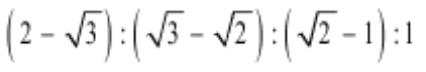 (2 − √3) : (√3 − √2) : (√2 − 1) : 1